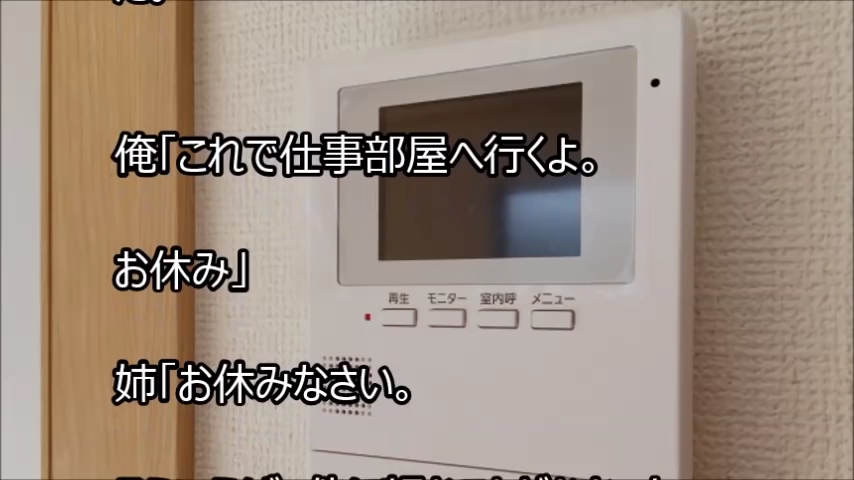 俺「これで仕事部屋へ行くよ。
お休み」
再生 モニター 室内呼 メニュー
姉「お休みなさい。